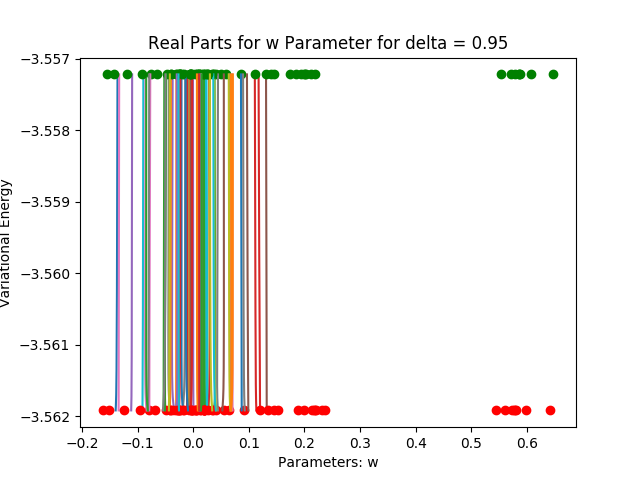 Real Parts for w Parameter for delta = 0.95
Variational Energy
−3.557
−3.558
−3.559
−3.560
−3.561
−3.562
−0.2 −0.1 0.0 0.1 0.2 0.3 0.4 0.5 0.6
Parameters: w